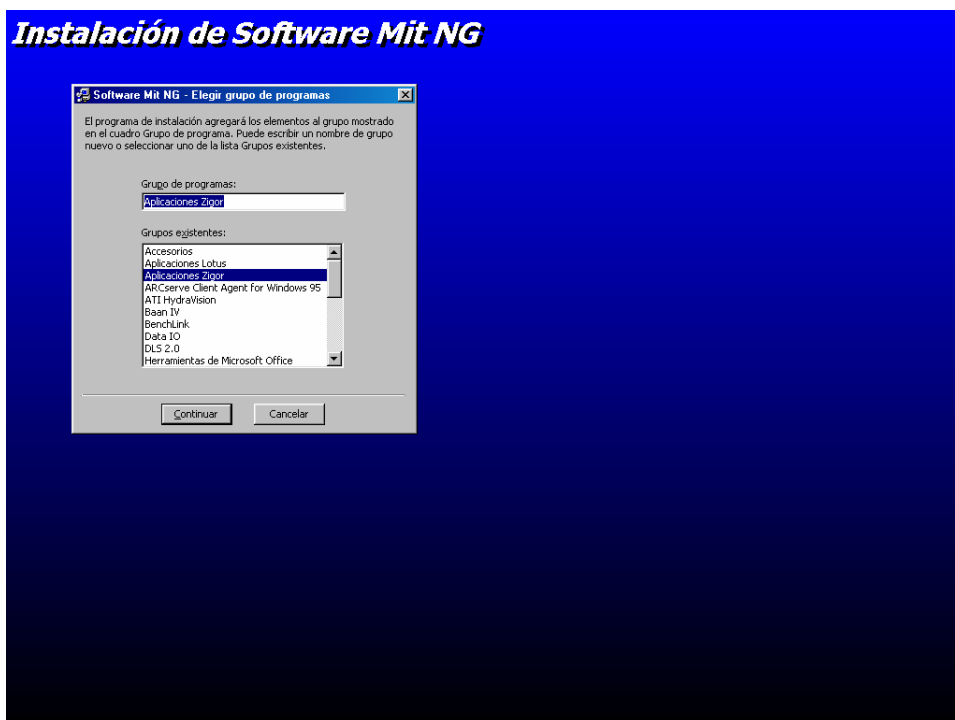 Instalación de Software Mit NG
Software Mit NG - Elegir grupo de programas
El programa de instalación agregará los elementos al grupo mostrado
en el cuadro Grupo de programa. Puede escribir un nombre de grupo
nuevo o seleccionar uno de la lista Grupos existentes.
Grupo de programas:
Aplicaciones Zigor
Grupos existentes:
Accesorios
Aplicaciones Lotus
Aplicaciones Zigor
ARCserve Client Agent for Windows 95
ATI HydraVision
Baan IV
BenchLink
Data IO
DLS 2.0
Herramientas de Microsoft Office
Continuar
Cancelar